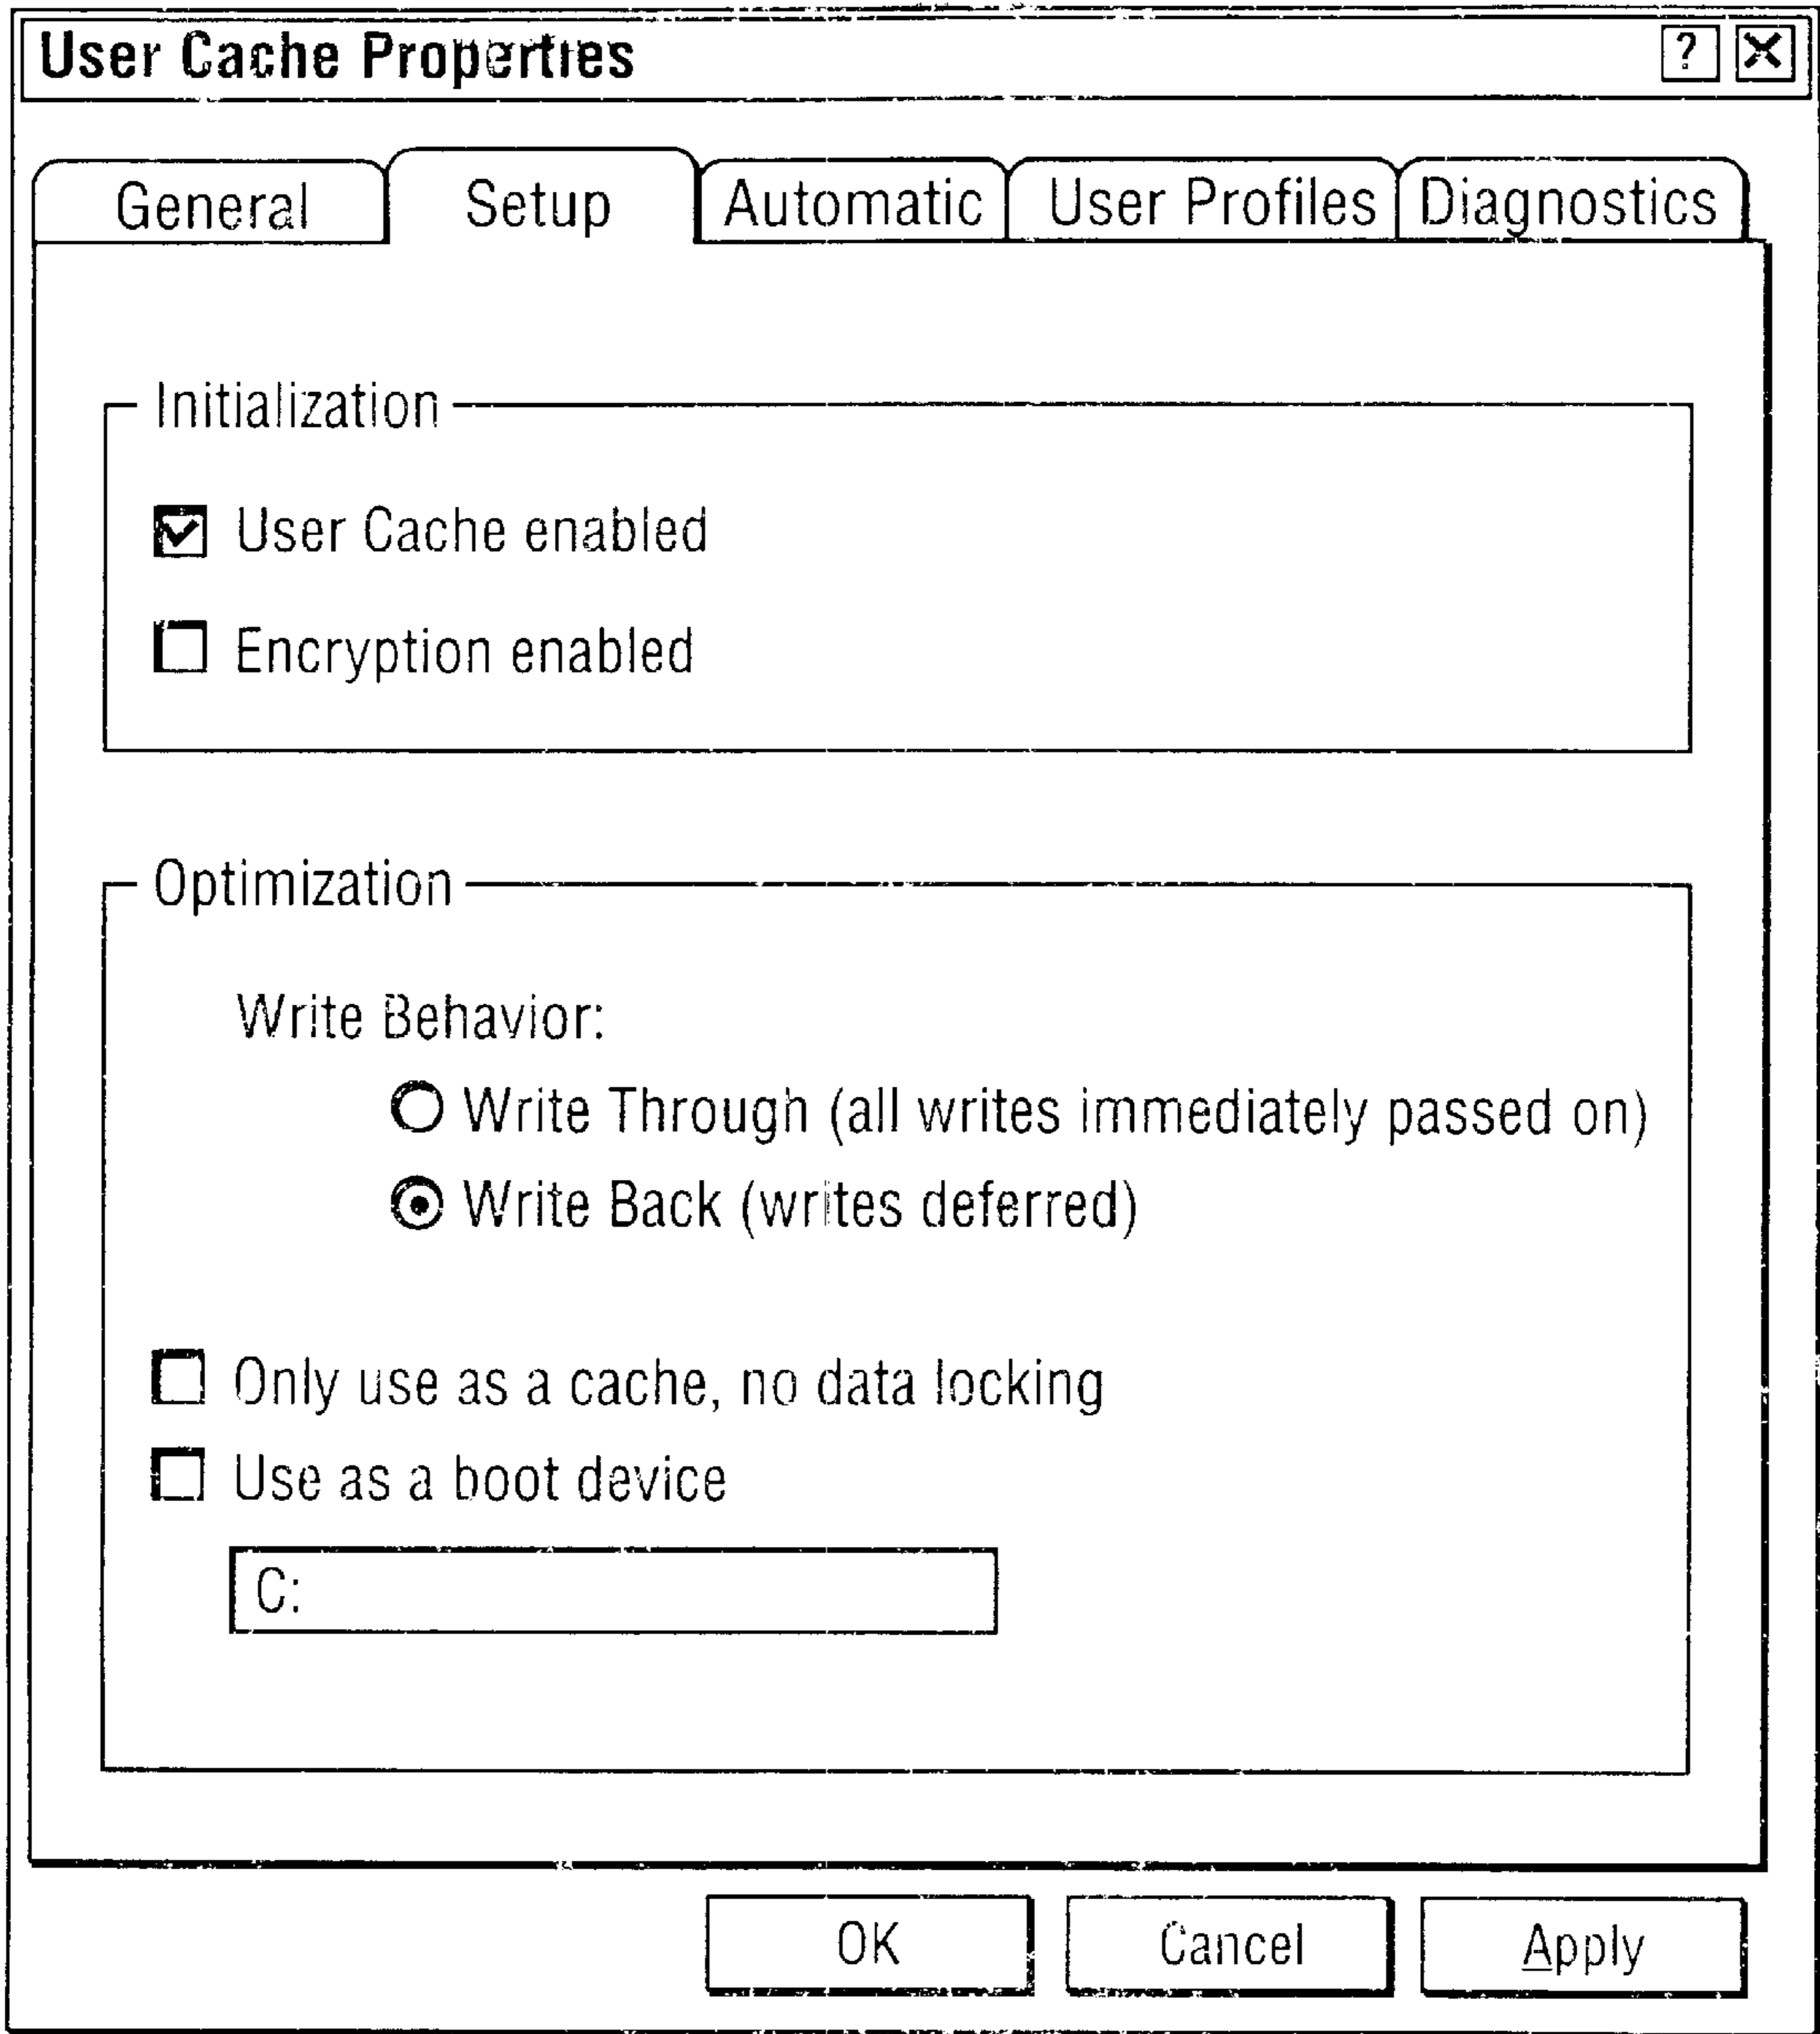 User Cache Properties ?
General Setup Automatic User Profiles Diagnostics
Initialization
User Cache enabled
Encryption enabled
Optimization
Write Behavior:
Write Through (all writes immediately passed on)
Write Back (writes deferred)
Only use as a cache, no data locking
Use as a boot device
C:
OK Cancel Apply